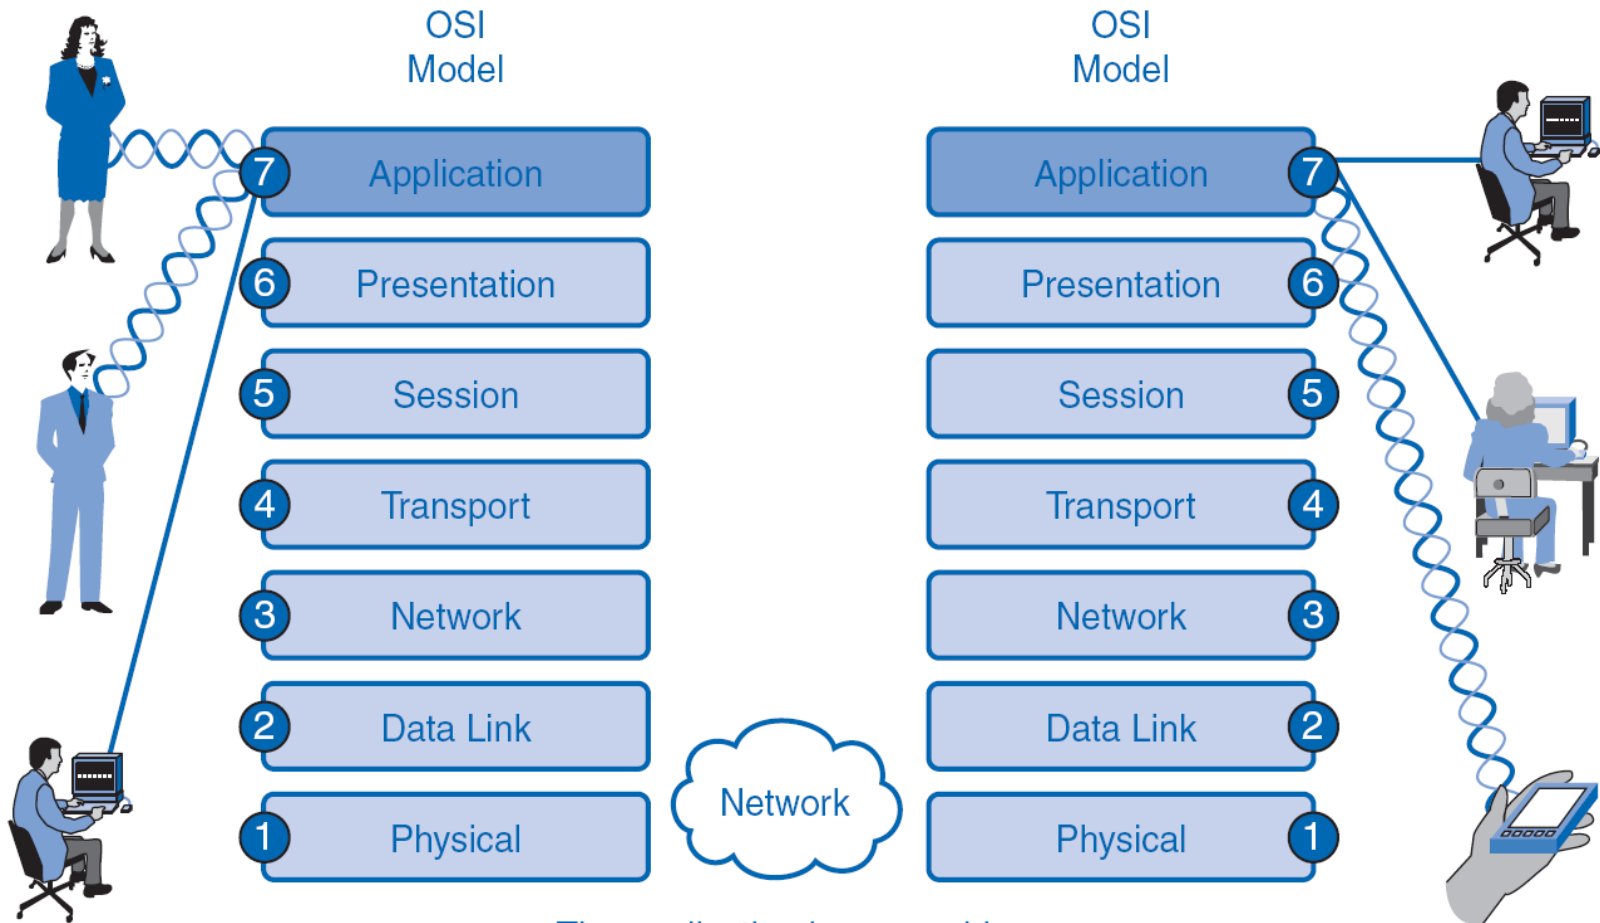 OSI
Model
7 Application
6 Presentation
5 Session
4 Transport
3 Network
2 Data Link
1 Physical
Network
OSI
Model
Application 7
Presentation 6
Session 5
Transport 4
Network 3
Data Link 2
Physical 1